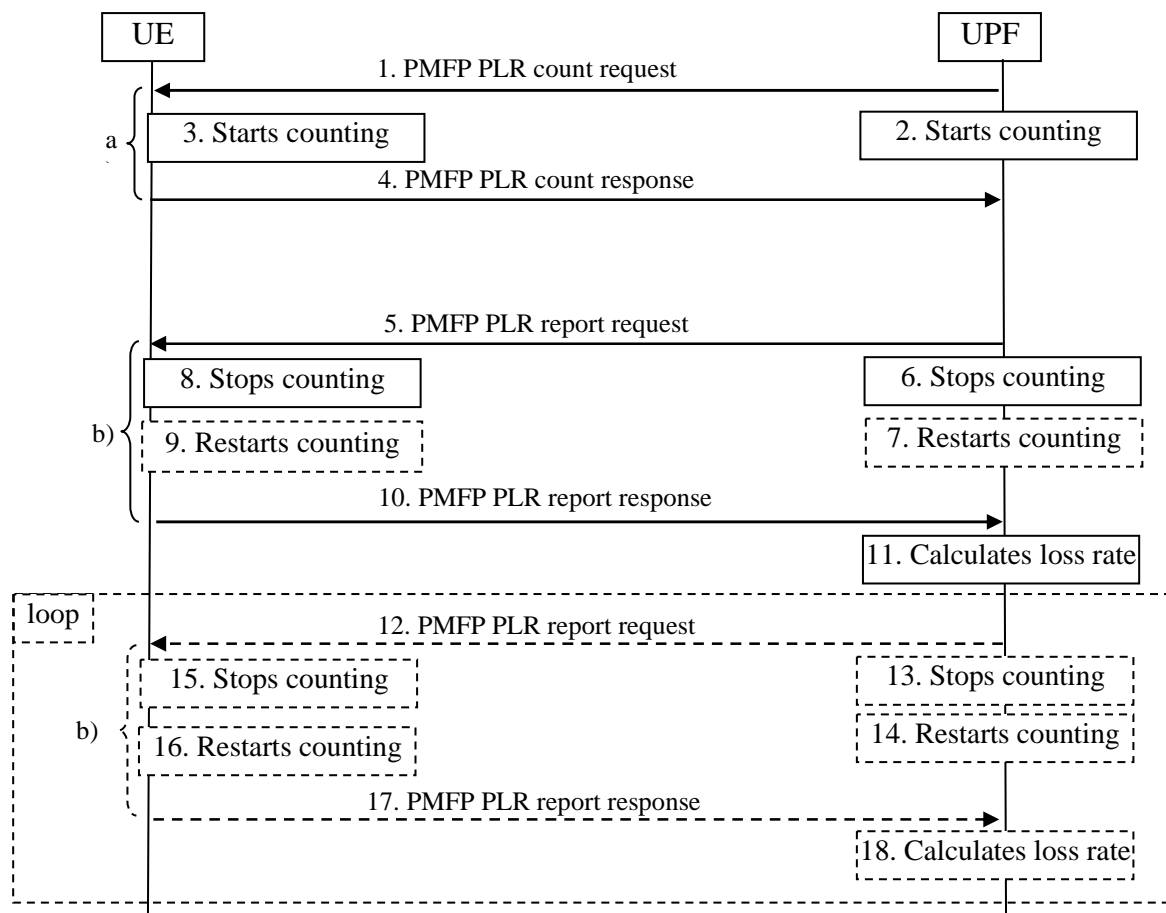 UE
UPF
1. PMFP PLR count request
a
3. Starts counting
2. Starts counting
4. PMFP PLR count response
5. PMFP PLR report request
8. Stops counting
6. Stops counting
b)
9. Restarts counting
7. Restarts counting
10. PMFP PLR report response
11. Calculates loss rate
loop
12. PMFP PLR report request
15. Stops counting
13. Stops counting
b)
16. Restarts counting
14. Restarts counting
17. PMFP PLR report response
18. Calculates loss rate